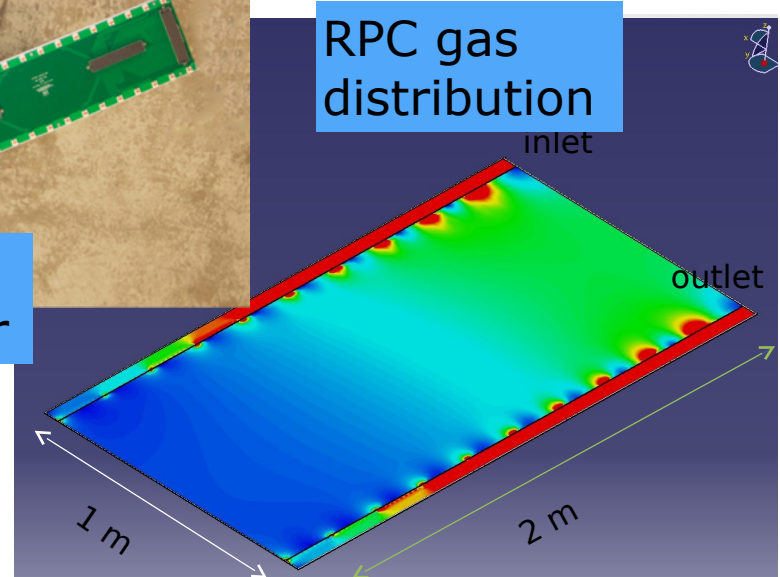 RPC gas
distribution
inlet
outlet
r
1 m
2 m
z
x
y